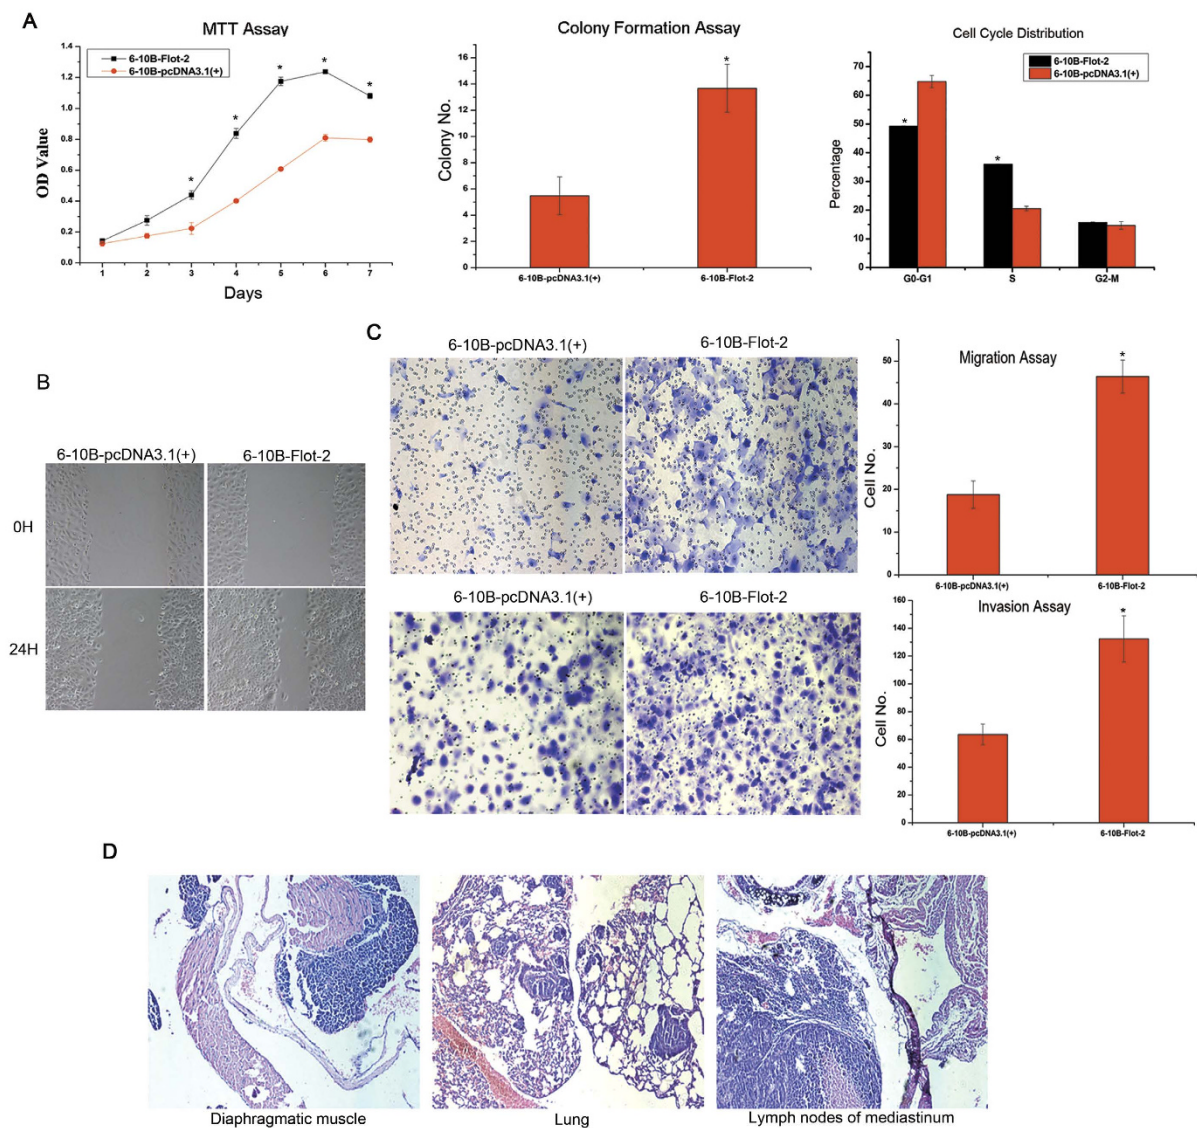 A
MTT Assay
6-10B-Flot-2
6-10B-pcDNA3.1(+)
OD Value
1.4
1.2
1.0
0.8
0.6
0.4
0.2
0.0
* * * * *
1 2 3 4 5 6 7
Days
Colony Formation Assay
Colony No.
16
14
12
10
8
6
4
2
0
*
6-10B-pcDNA3.1(+) 6-10B-Flot-2
Cell Cycle Distribution
6-10B-Flot-2
6-10B-pcDNA3.1(+)
Percentage
70
60
50
40
30
20
10
0
* *
G0-G1 S G2-M
B
6-10B-pcDNA3.1(+) 6-10B-Flot-2
0H
24H
C
6-10B-pcDNA3.1(+) 6-10B-Flot-2
Migration Assay
Cell No.
50
40
30
20
10
0
*
6-10B-pcDNA3.1(+) 6-10B-Flot-2
6-10B-pcDNA3.1(+) 6-10B-Flot-2
Invasion Assay
Cell No.
160
140
120
100
80
60
40
20
0
*
6-10B-pcDNA3.1(+) 6-10B-Flot-2
D
Diaphragmatic muscle Lung Lymph nodes of mediastinum